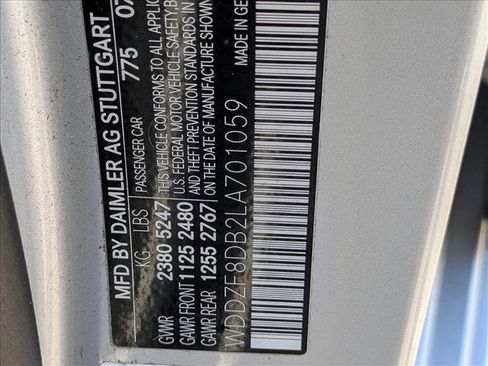 MFD BY DAIMLER AG STUTTGART
775 07
KG LBS PASSENGER CAR
GVWR 2380 5247 THIS VEHICLE CONFORMS TO ALL APPLIC
GAWR FRONT 1125 2480 U.S. FEDERAL MOTOR VEHICLE SAFETY,B
GAWR REAR 1255 2767 AND THEFT PREVENTION STANDARDS IN
ON THE DATE OF MANUFACTURE SHOWN
WDDZF8DB2LA701059 MADE IN GE